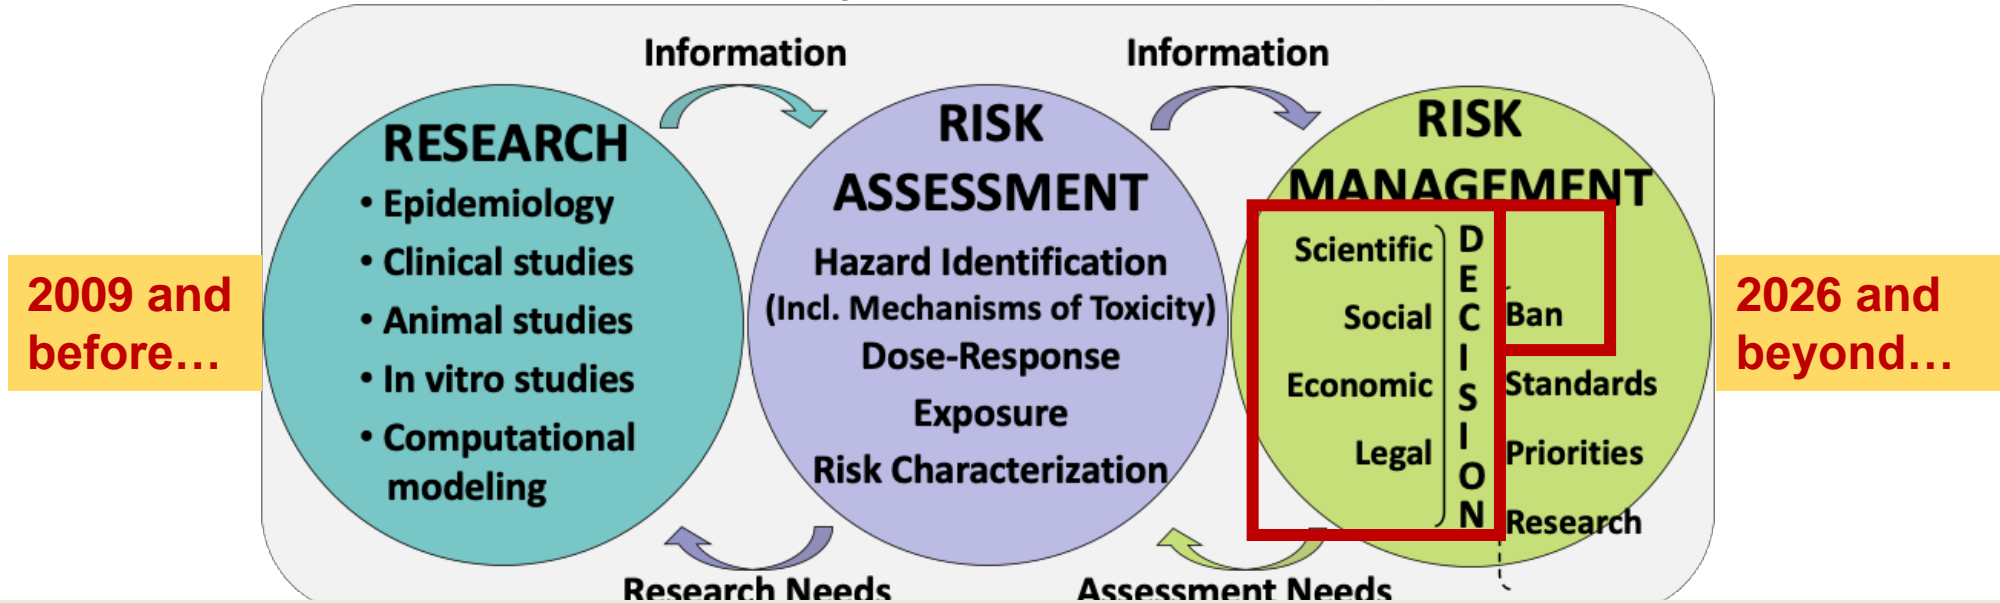 Information
Information
2009 and
before…
RESEARCH
• Epidemiology
• Clinical studies
• Animal studies
• In vitro studies
• Computational
modeling
RISK
ASSESSMENT
Hazard Identification
(Incl. Mechanisms of Toxicity)
Dose-Response
Exposure
Risk Characterization
RISK
MANAGEMENT
Scientific
Social
Economic
Legal
DECISION
Ban
Standards
Priorities
Research
2026 and
beyond…
Research Needs
Assessment Needs